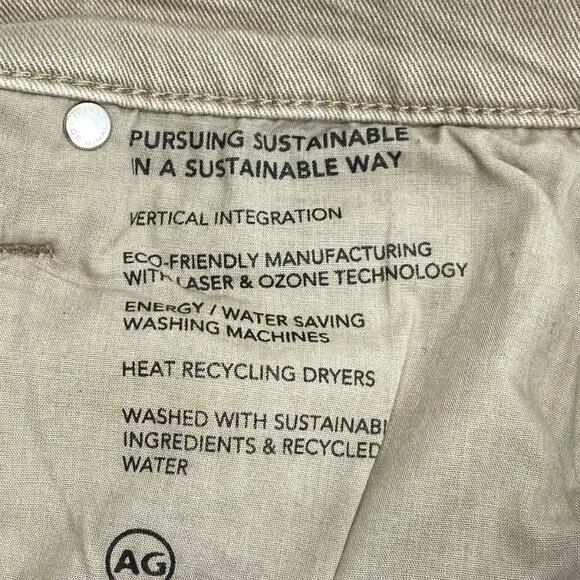 PURSUING SUSTAINABLE
IN A SUSTAINABLE WAY
VERTICAL INTEGRATION
ECO-FRIENDLY MANUFACTURING
WITH LASER & OZONE TECHNOLOGY
ENERGY / WATER SAVING
WASHING MACHINES
HEAT RECYCLING DRYERS
WASHED WITH SUSTAINABL
INGREDIENTS & RECYCLED
WATER
AG